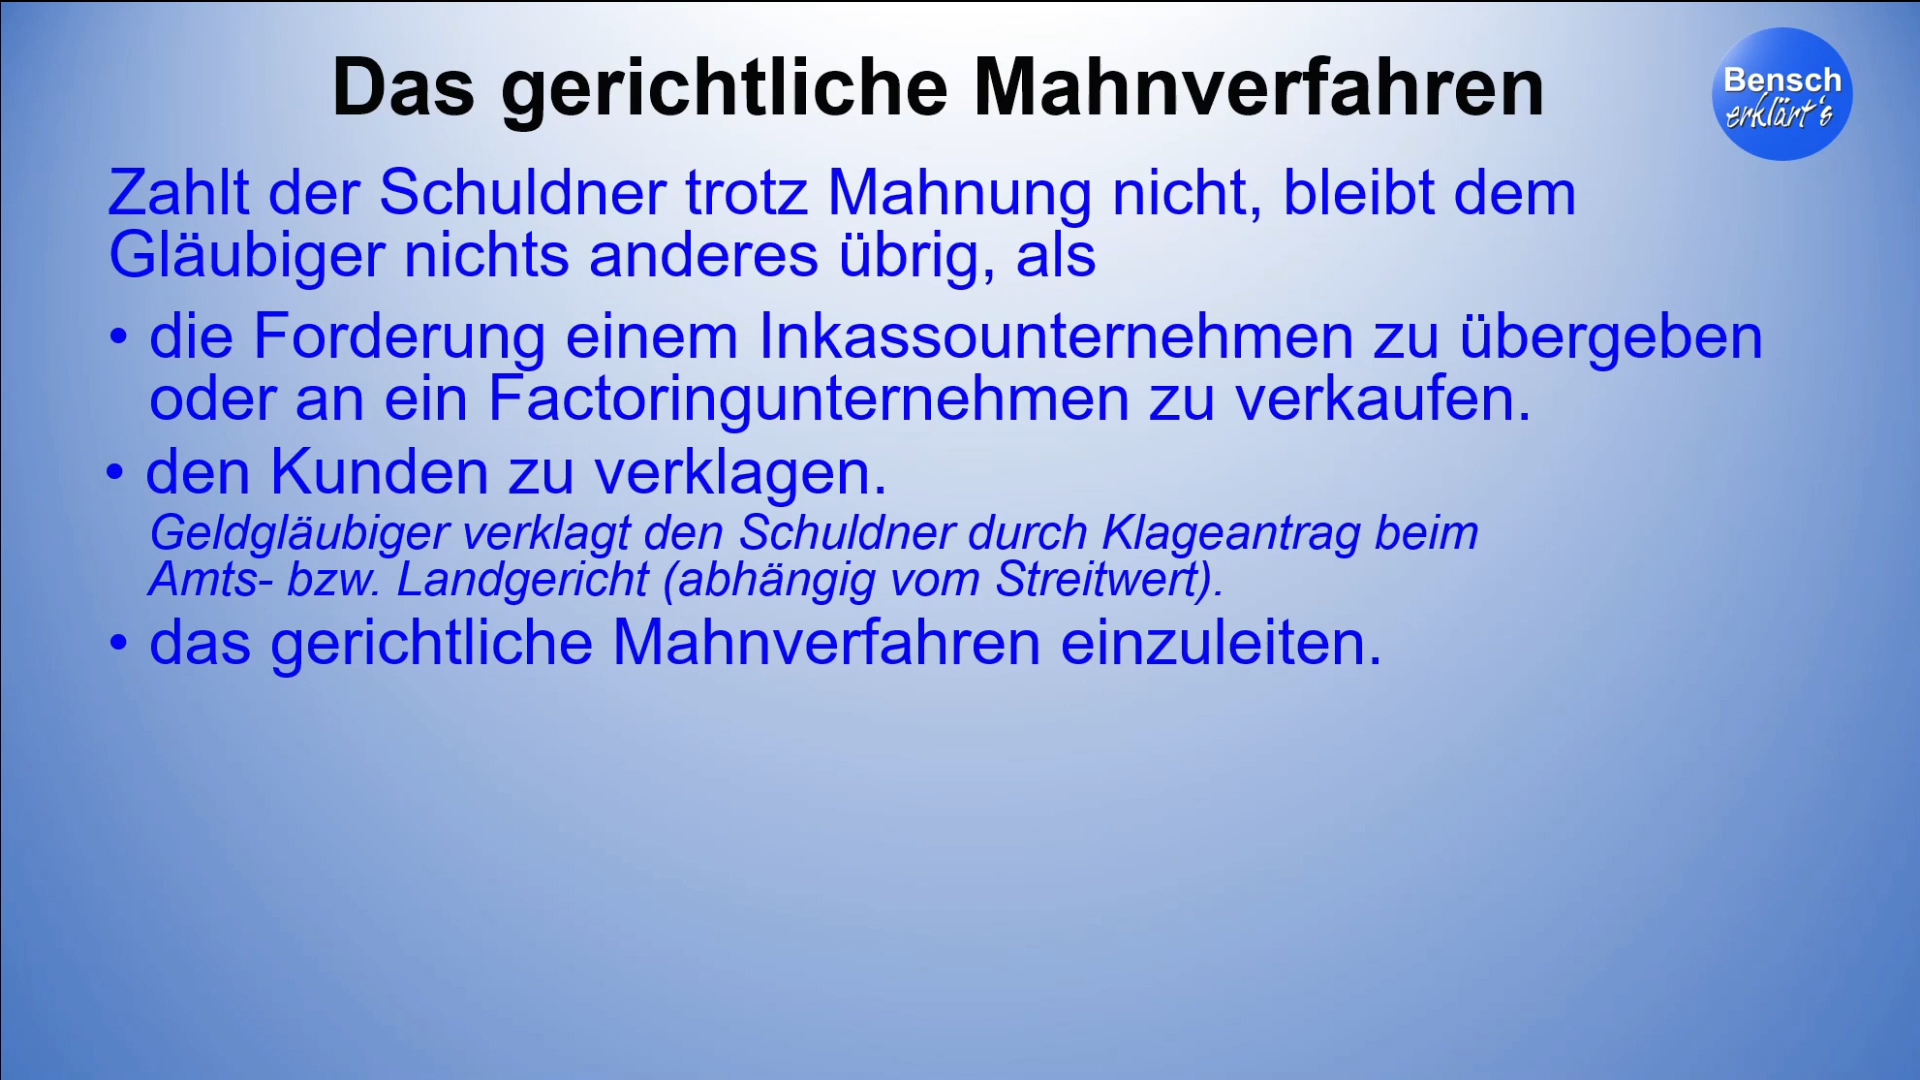 Das gerichtliche Mahnverfahren
Bensch
erklärt's
Zahlt der Schuldner trotz Mahnung nicht, bleibt dem
Gläubiger nichts anderes übrig, als
• die Forderung einem Inkassounternehmen zu übergeben
oder an ein Factoringunternehmen zu verkaufen.
• den Kunden zu verklagen.
Geldgläubiger verklagt den Schuldner durch Klageantrag beim
Amts- bzw. Landgericht (abhängig vom Streitwert).
• das gerichtliche Mahnverfahren einzuleiten.